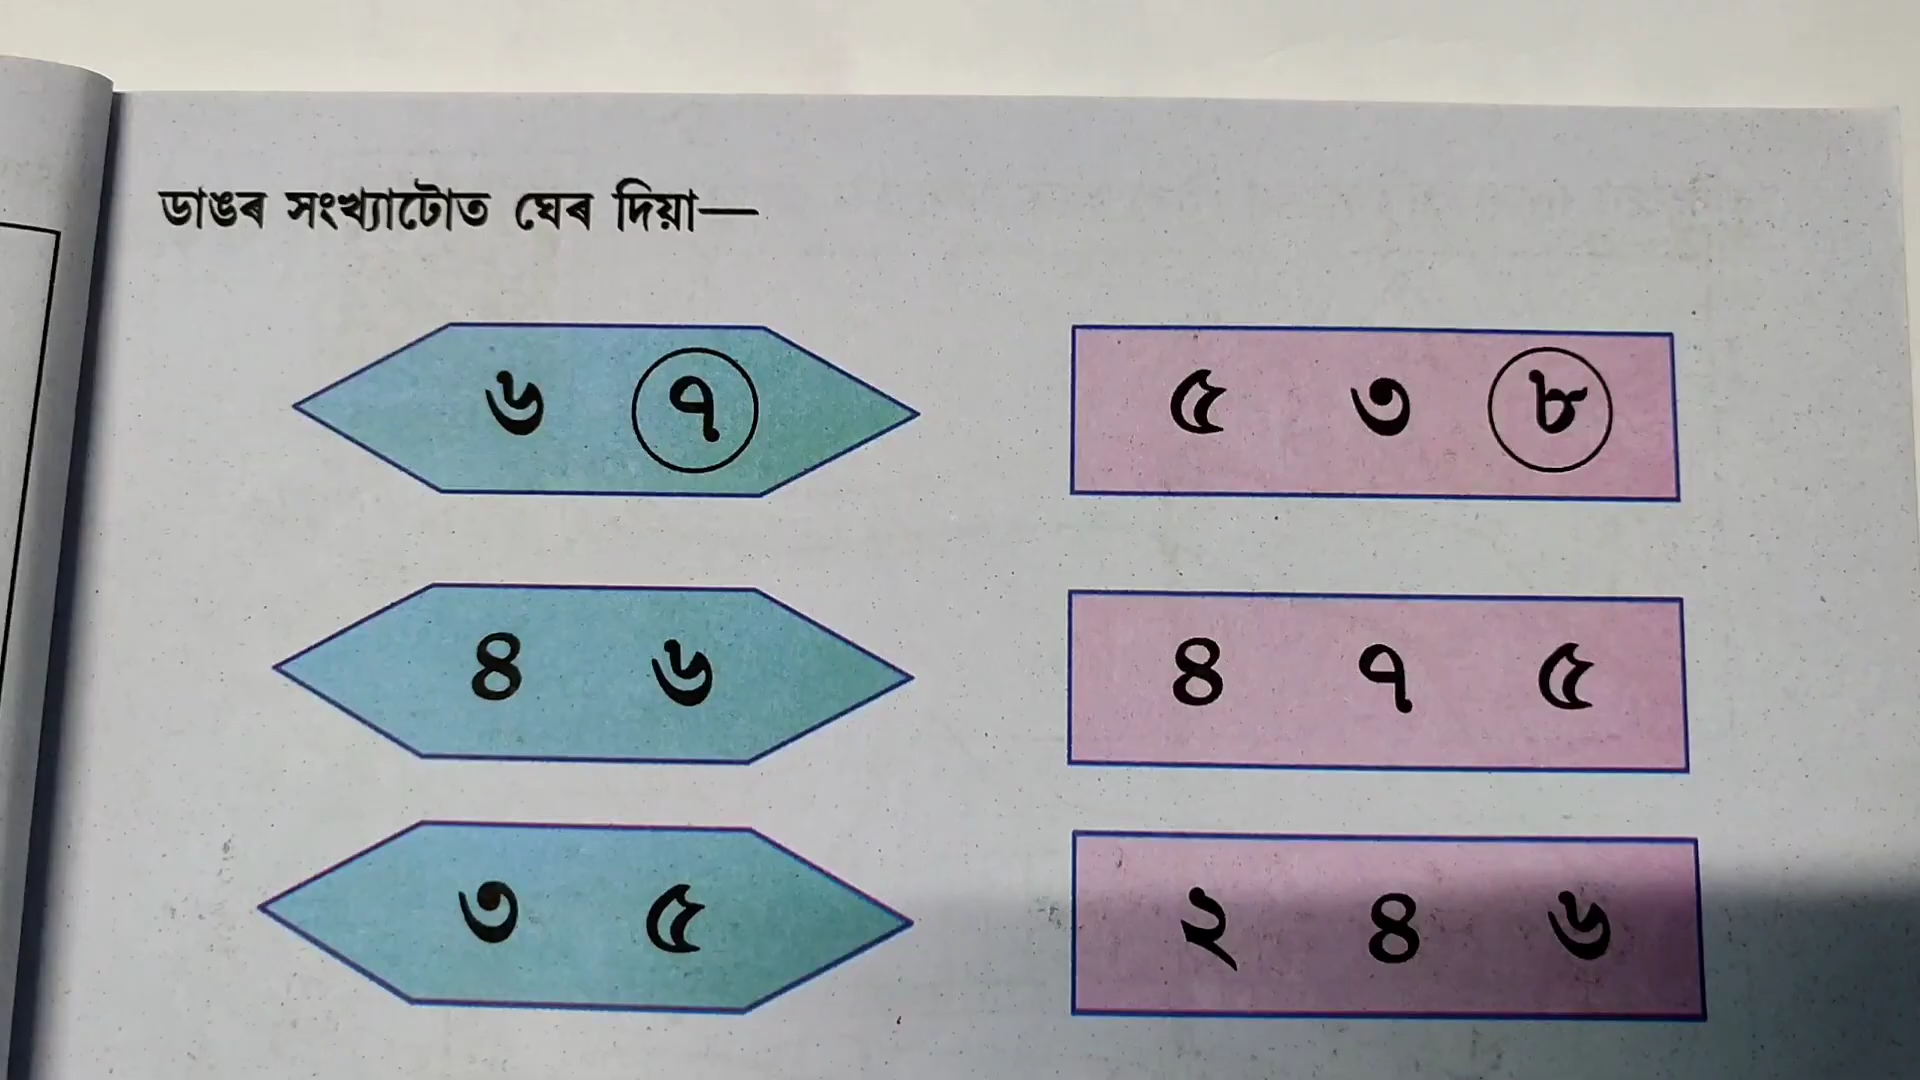 ডাঙৰ সংখ্যাটোত ঘেৰ দিয়া—
৬ ৭ ৫ ৩ ৮
৪ ৬ ৪ ৭ ৫
৩ ৫ ২ ৪ ৬